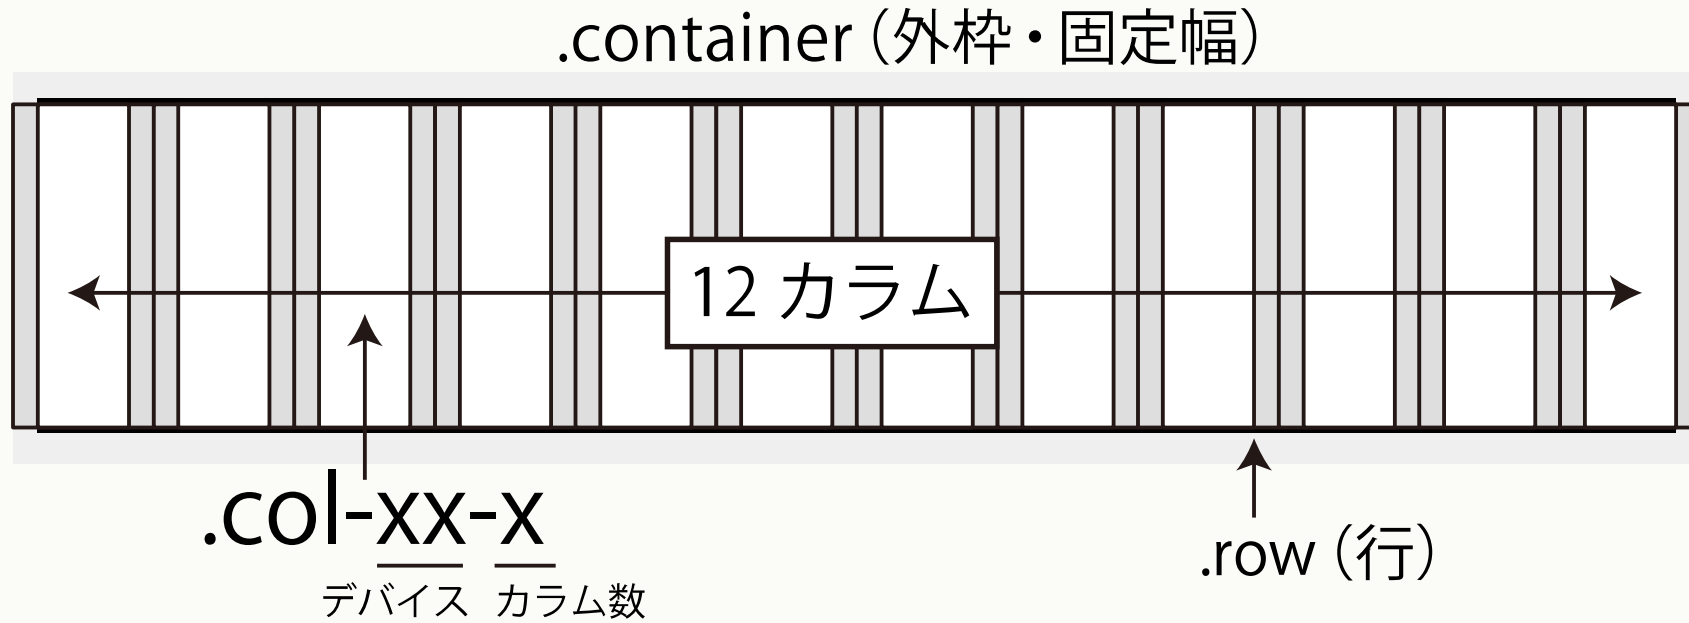 .container（外枠・固定幅）
12 カラム
.col-xx-x
デバイス カラム数
.row（行）